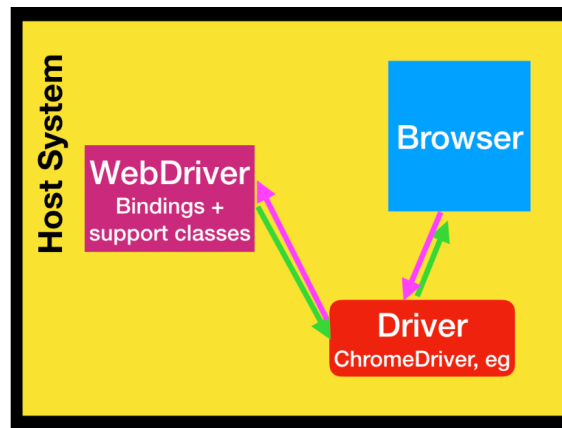 Host System
WebDriver
Bindings +
support classes
Browser
Driver
ChromeDriver, eg